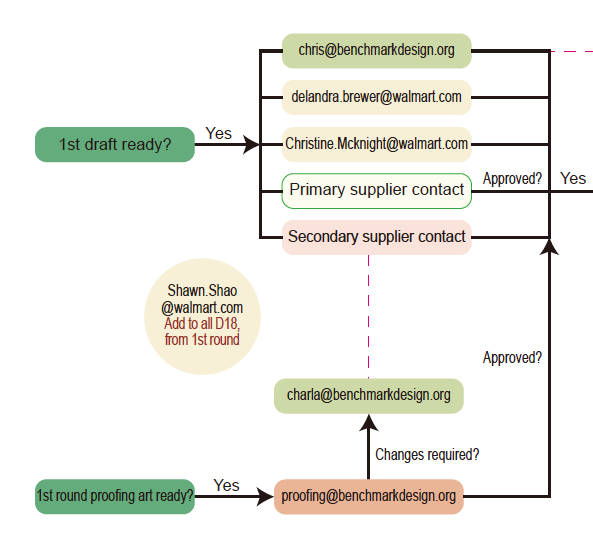 chris@benchmarkdesign.org
delandra.brewer@walmart.com
1st draft ready?
Yes
Christine.Mcknight@walmart.com
Primary supplier contact
Approved?
Yes
Secondary supplier contact
Shawn.Shao
@walmart.com
Add to all D18,
from 1st round
Approved?
charla@benchmarkdesign.org
Changes required?
1st round proofing art ready?
Yes
proofing@benchmarkdesign.org